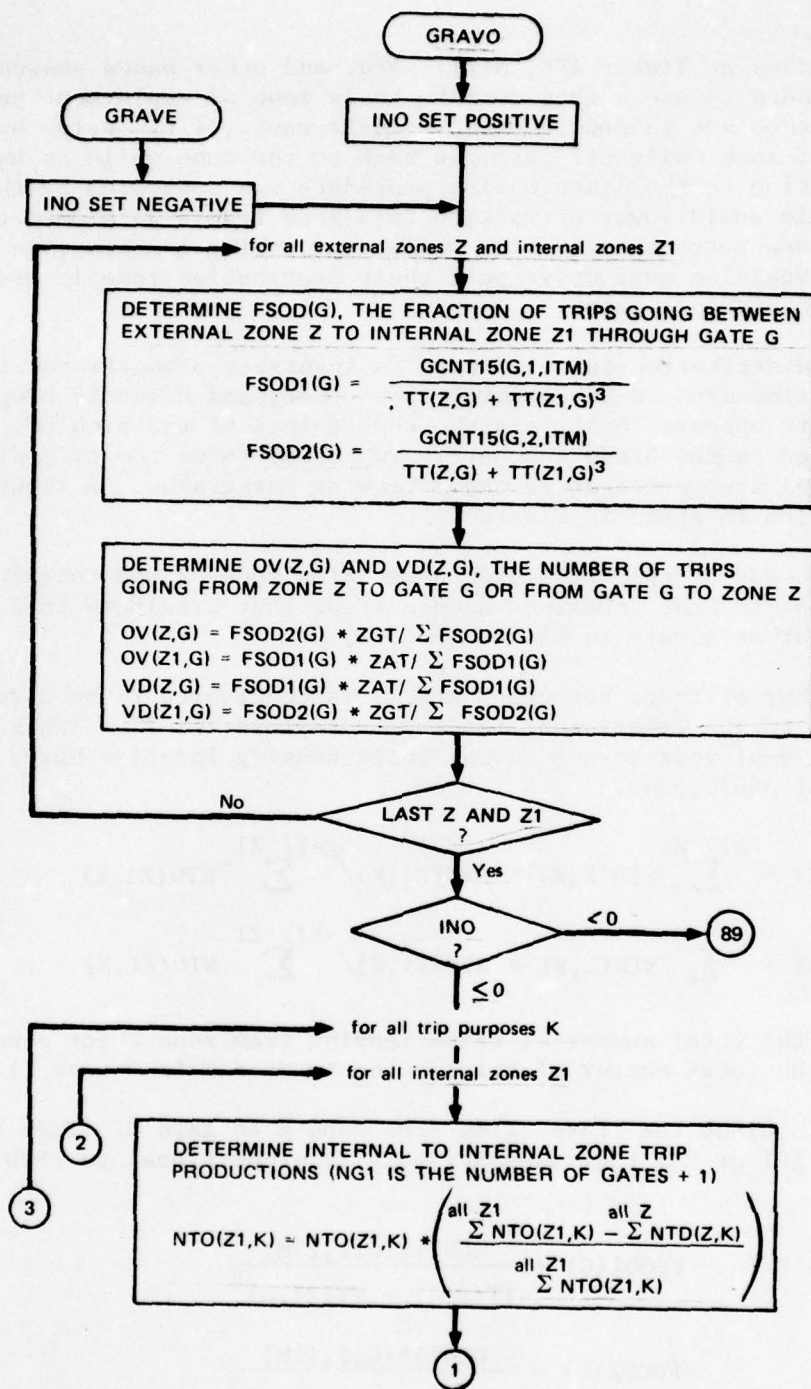 GRAVO
GRAVE
INO SET POSITIVE
INO SET NEGATIVE
for all external zones Z and internal zones Z1
DETERMINE FSOD(G), THE FRACTION OF TRIPS GOING BETWEEN
EXTERNAL ZONE Z TO INTERNAL ZONE Z1 THROUGH GATE G
FSOD1(G) = GCNT15(G,1,ITM) / TT(Z,G) + TT(Z1,G)³
FSOD2(G) = GCNT15(G,2,ITM) / TT(Z,G) + TT(Z1,G)³
DETERMINE OV(Z,G) AND VD(Z,G), THE NUMBER OF TRIPS
GOING FROM ZONE Z TO GATE G OR FROM GATE G TO ZONE Z
OV(Z,G) = FSOD2(G) * ZGT/ Σ FSOD2(G)
OV(Z1,G) = FSOD1(G) * ZAT/ Σ FSOD1(G)
VD(Z,G) = FSOD1(G) * ZAT/ Σ FSOD1(G)
VD(Z1,G) = FSOD2(G) * ZGT/ Σ FSOD2(G)
No
LAST Z AND Z1
?
Yes
INO
?
<0
89
≤0
for all trip purposes K
for all internal zones Z1
2
3
DETERMINE INTERNAL TO INTERNAL ZONE TRIP
PRODUCTIONS (NG1 IS THE NUMBER OF GATES + 1)
all Z1 all Z
NTO(Z1,K) = NTO(Z1,K) * ( Σ NTO(Z1,K) – Σ NTD(Z,K) )
all Z1
Σ NTO(Z1,K)
1